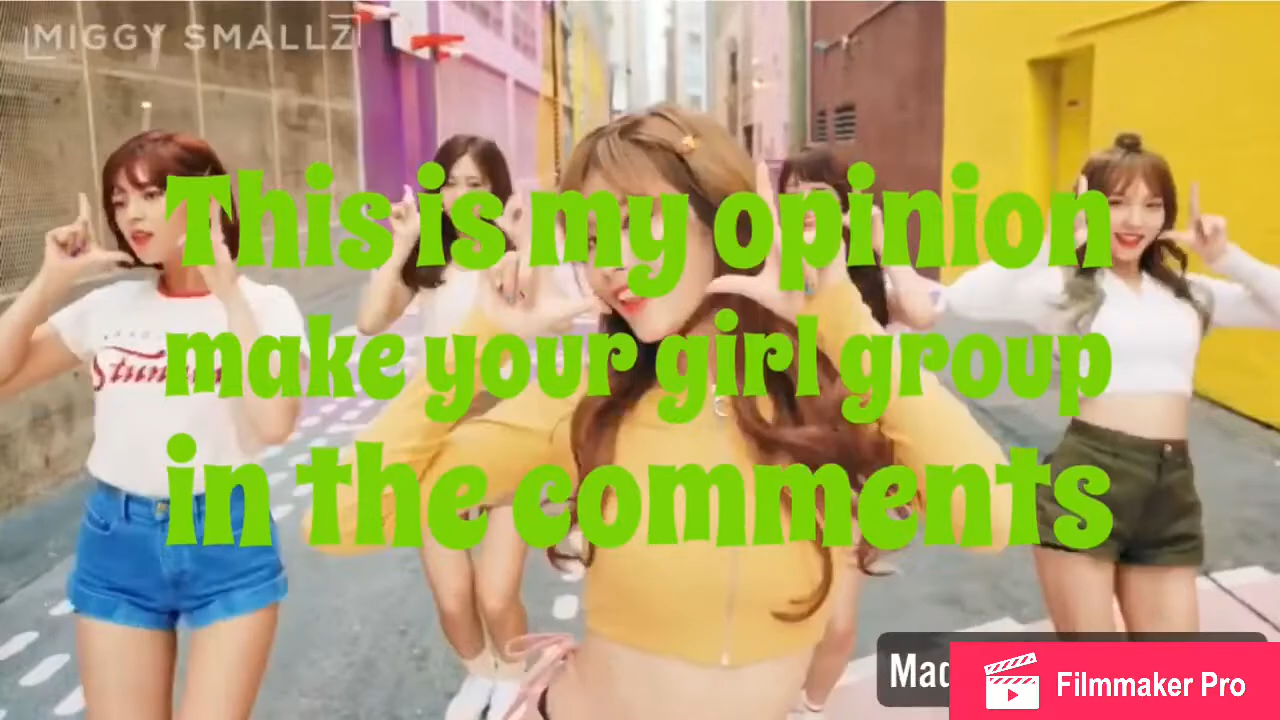 MIGGY SMALLZ
This is my opinion
make your girl group
in the comments
Filmmaker Pro